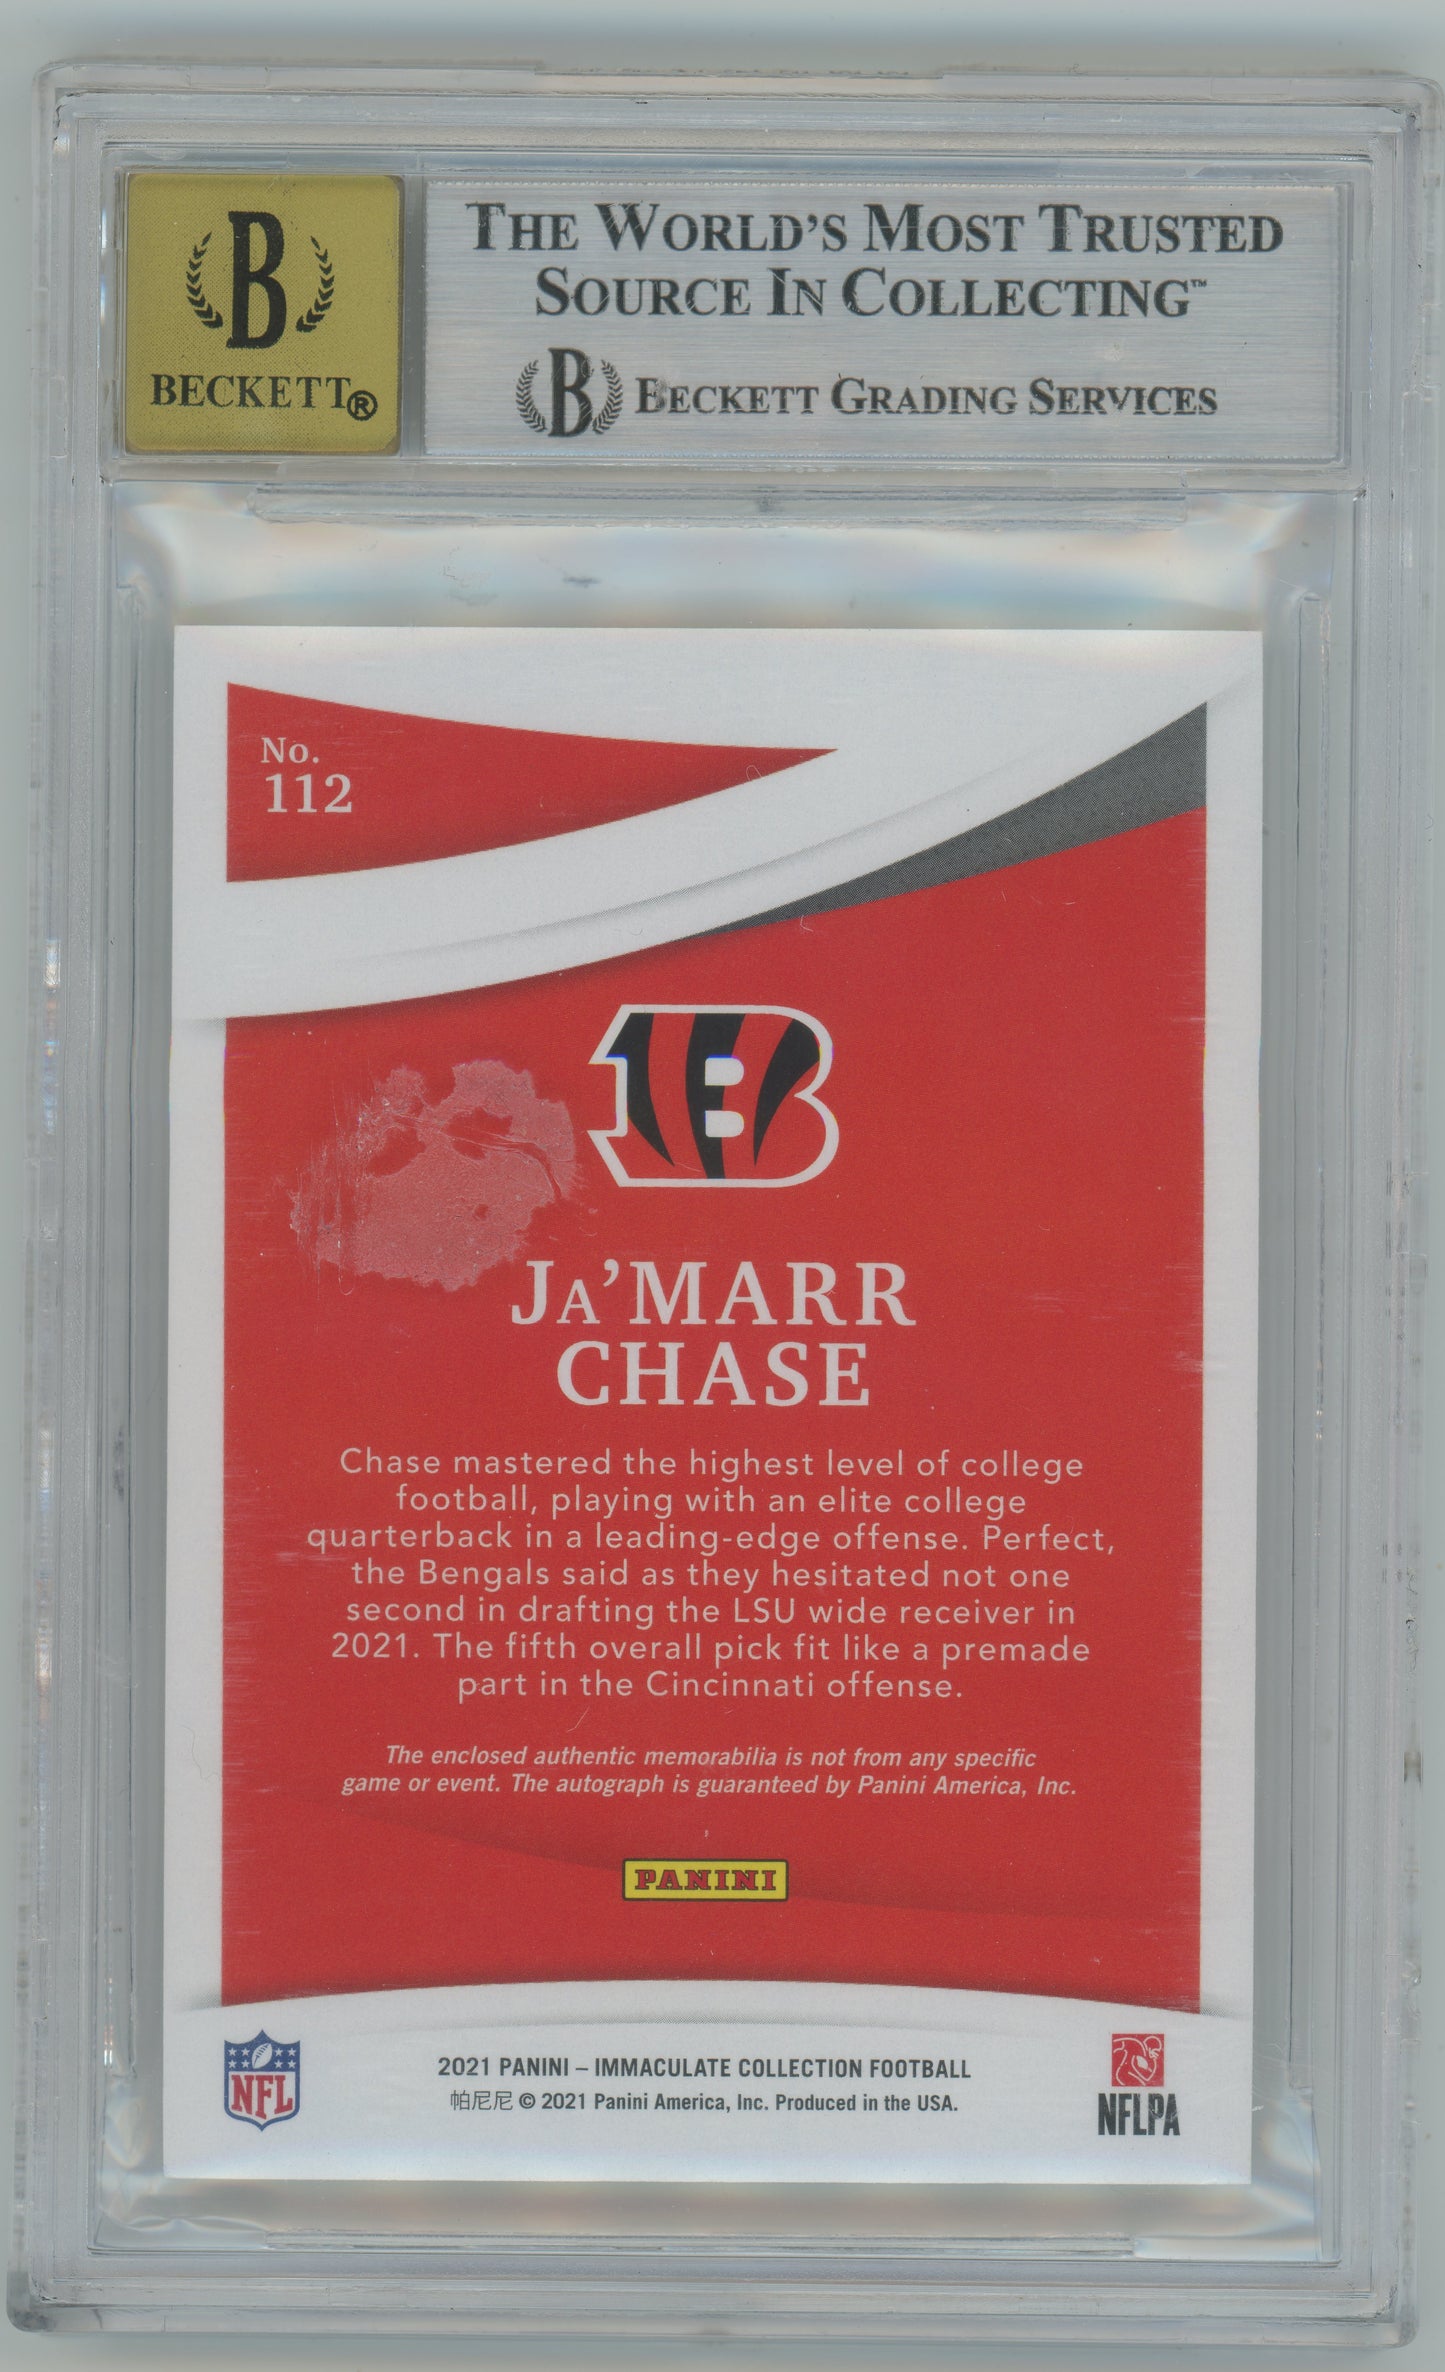 B
BECKETT®
THE WORLD'S MOST TRUSTED
SOURCE IN COLLECTING™
B BECKETT GRADING SERVICES
No.
112
B
JA'MARR
CHASE
Chase mastered the highest level of college
football, playing with an elite college
quarterback in a leading-edge offense. Perfect,
the Bengals said as they hesitated not one
second in drafting the LSU wide receiver in
2021. The fifth overall pick fit like a premade
part in the Cincinnati offense.
The enclosed authentic memorabilia is not from any specific
game or event. The autograph is guaranteed by Panini America, Inc.
PANINI
NFL
2021 PANINI – IMMACULATE COLLECTION FOOTBALL
帕尼尼 © 2021 Panini America, Inc. Produced in the USA.
NFLPA